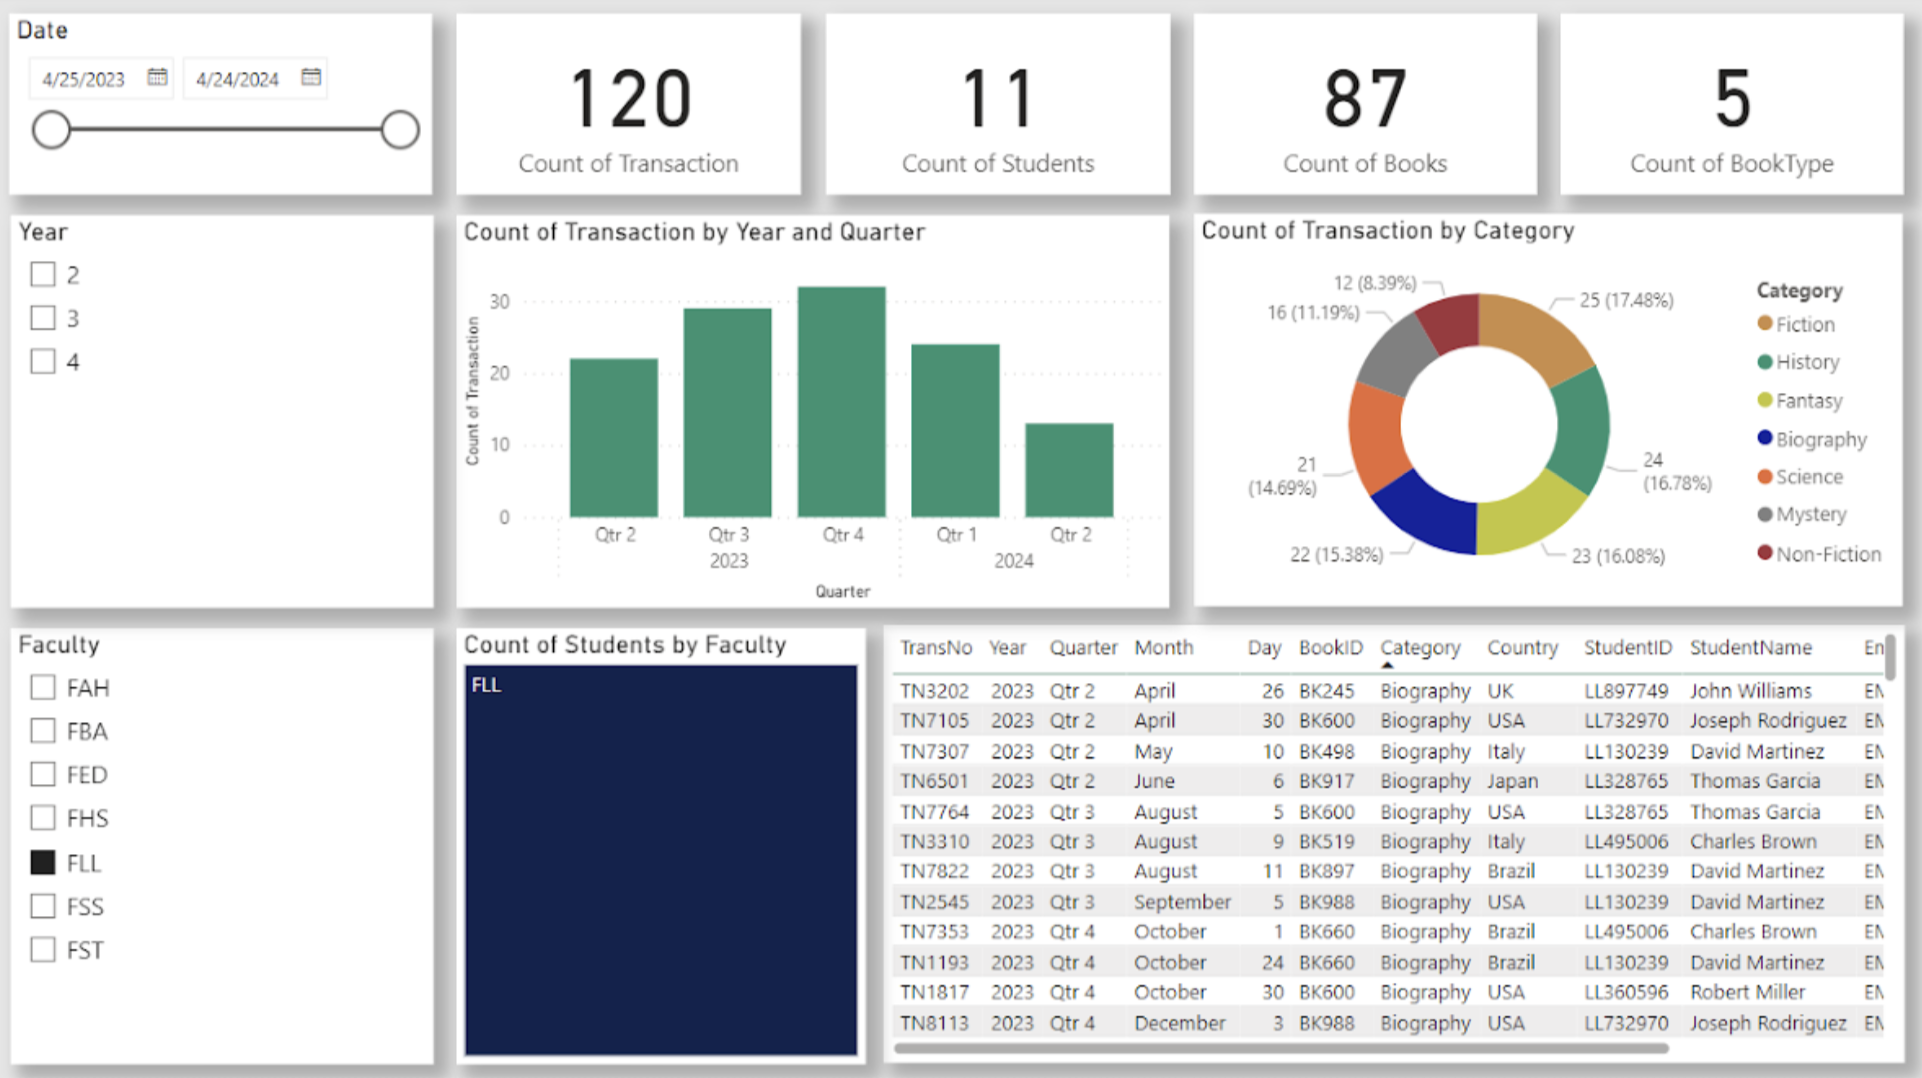 Date
4/25/2023 4/24/2024
120
Count of Transaction
11
Count of Students
87
Count of Books
5
Count of BookType
Year
2
3
4
Count of Transaction by Year and Quarter
Count of Transaction
30
20
10
0
Qtr 2 Qtr 3 Qtr 4 Qtr 1 Qtr 2
2023 2024
Quarter
Count of Transaction by Category
12 (8.39%)
16 (11.19%)
21
(14.69%)
22 (15.38%)
25 (17.48%)
24
(16.78%)
23 (16.08%)
Category
Fiction
History
Fantasy
Biography
Science
Mystery
Non-Fiction
Faculty
FAH
FBA
FED
FHS
FLL
FSS
FST
Count of Students by Faculty
FLL
TransNo Year Quarter Month Day BookID Category Country StudentID StudentName En
TN3202 2023 Qtr 2 April 26 BK245 Biography UK LL897749 John Williams EM
TN7105 2023 Qtr 2 April 30 BK600 Biography USA LL732970 Joseph Rodriguez EM
TN7307 2023 Qtr 2 May 10 BK498 Biography Italy LL130239 David Martinez EM
TN6501 2023 Qtr 2 June 6 BK917 Biography Japan LL328765 Thomas Garcia EM
TN7764 2023 Qtr 3 August 5 BK600 Biography USA LL328765 Thomas Garcia EM
TN3310 2023 Qtr 3 August 9 BK519 Biography Italy LL495006 Charles Brown EM
TN7822 2023 Qtr 3 August 11 BK897 Biography Brazil LL130239 David Martinez EM
TN2545 2023 Qtr 3 September 5 BK988 Biography USA LL130239 David Martinez EM
TN7353 2023 Qtr 4 October 1 BK660 Biography Brazil LL495006 Charles Brown EM
TN1193 2023 Qtr 4 October 24 BK660 Biography Brazil LL130239 David Martinez EM
TN1817 2023 Qtr 4 October 30 BK600 Biography USA LL360596 Robert Miller EM
TN8113 2023 Qtr 4 December 3 BK988 Biography USA LL732970 Joseph Rodriguez EM